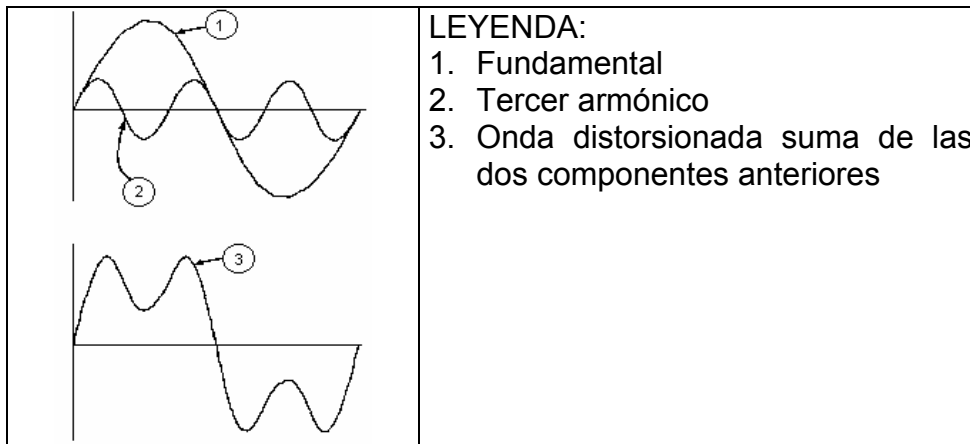 1
2
3
LEYENDA:
1. Fundamental
2. Tercer armónico
3. Onda distorsionada suma de las
dos componentes anteriores